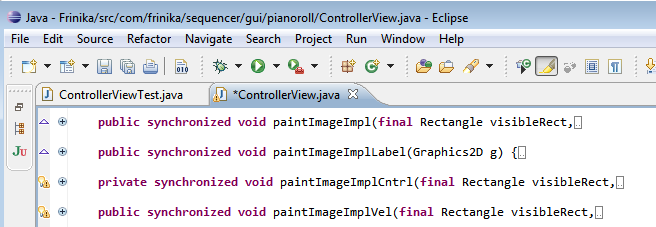 Java - Frinika/src/com/frinika/sequencer/gui/pianoroll/ControllerView.java - Eclipse
File Edit Source Refactor Navigate Search Project Run Window Help
ControllerViewTest.java *ControllerView.java
public synchronized void paintImageImpl(final Rectangle visibleRect,
public synchronized void paintImageImplLabel(Graphics2D g) {
JU private synchronized void paintImageImplCntrl(final Rectangle visibleRect,
public synchronized void paintImageImplVel(final Rectangle visibleRect,